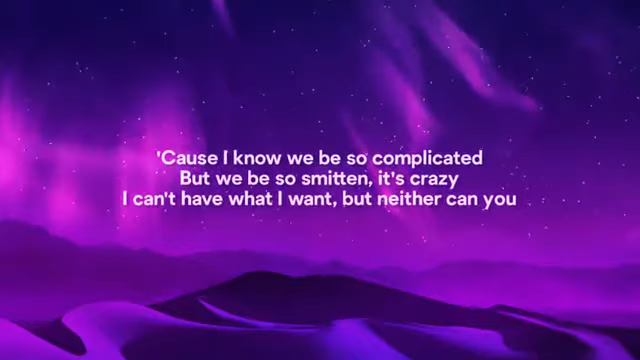 'Cause I know we be so complicated
But we be so smitten, it's crazy
I can't have what I want, but neither can you